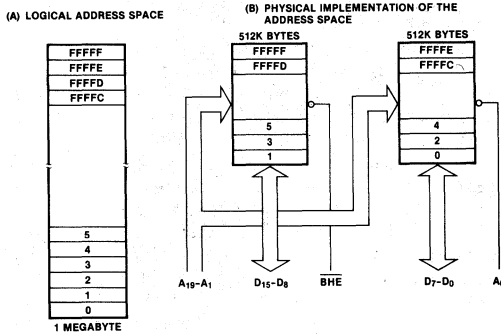 (A) LOGICAL ADDRESS SPACE
FFFFF
FFFFE
FFFFD
FFFFC
5
4
3
2
1
0
1 MEGABYTE
(B) PHYSICAL IMPLEMENTATION OF THE
ADDRESS SPACE
512K BYTES
FFFFF
FFFFD
5
3
1
512K BYTES
FFFFE
FFFFC
4
2
0
A19-A1
D15-D8
BHE
D7-D0